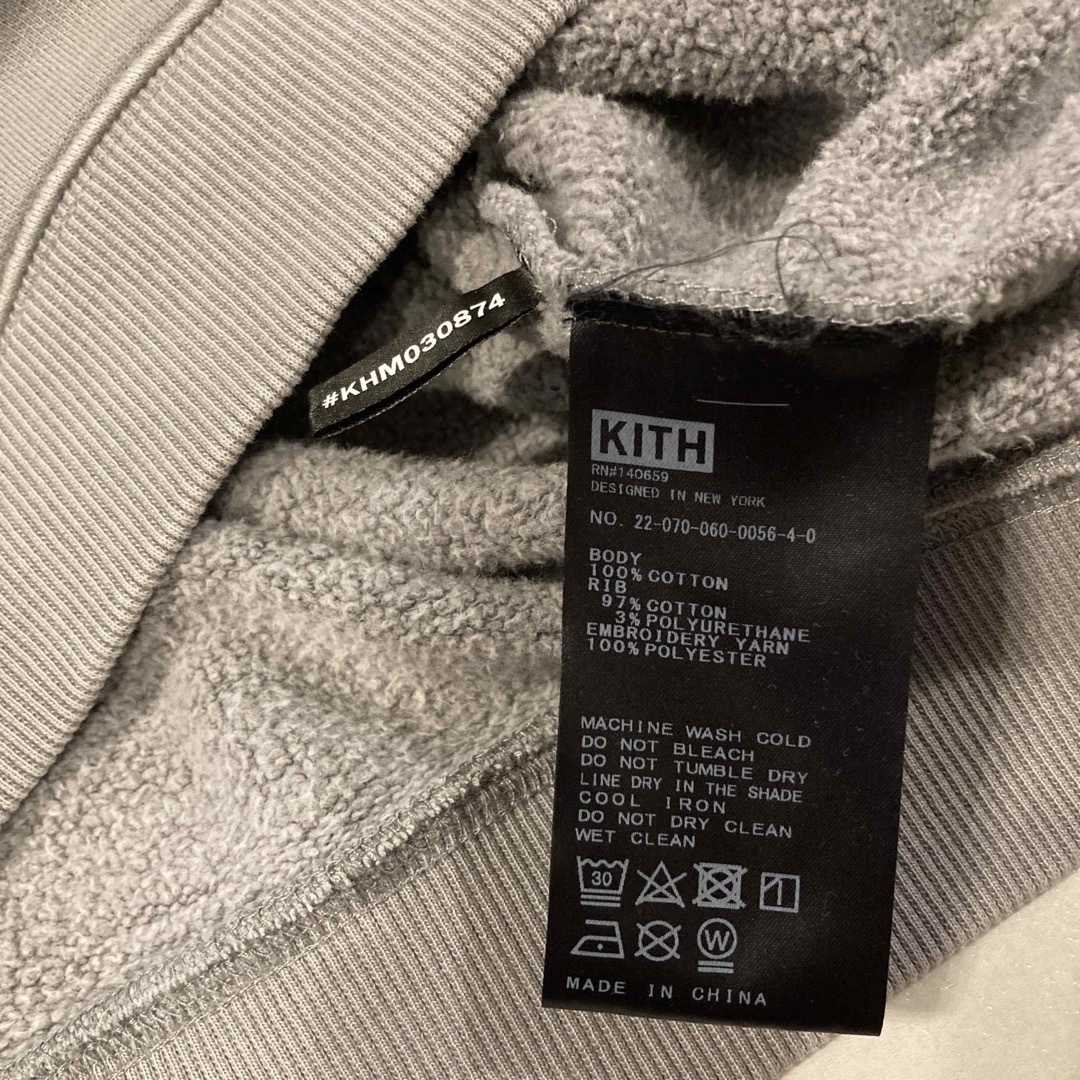 #KHM030874
KITH
RN#140659
DESIGNED IN NEW YORK
NO. 22-070-060-0056-4-0
BODY
100% COTTON
RIB
97% COTTON
3% POLYURETHANE
EMBROIDERY YARN
100% POLYESTER
MACHINE WASH COLD
DO NOT BLEACH
DO NOT TUMBLE DRY
LINE DRY IN THE SHADE
COOL IRON
DO NOT DRY CLEAN
WET CLEAN
30
W
MADE IN CHINA